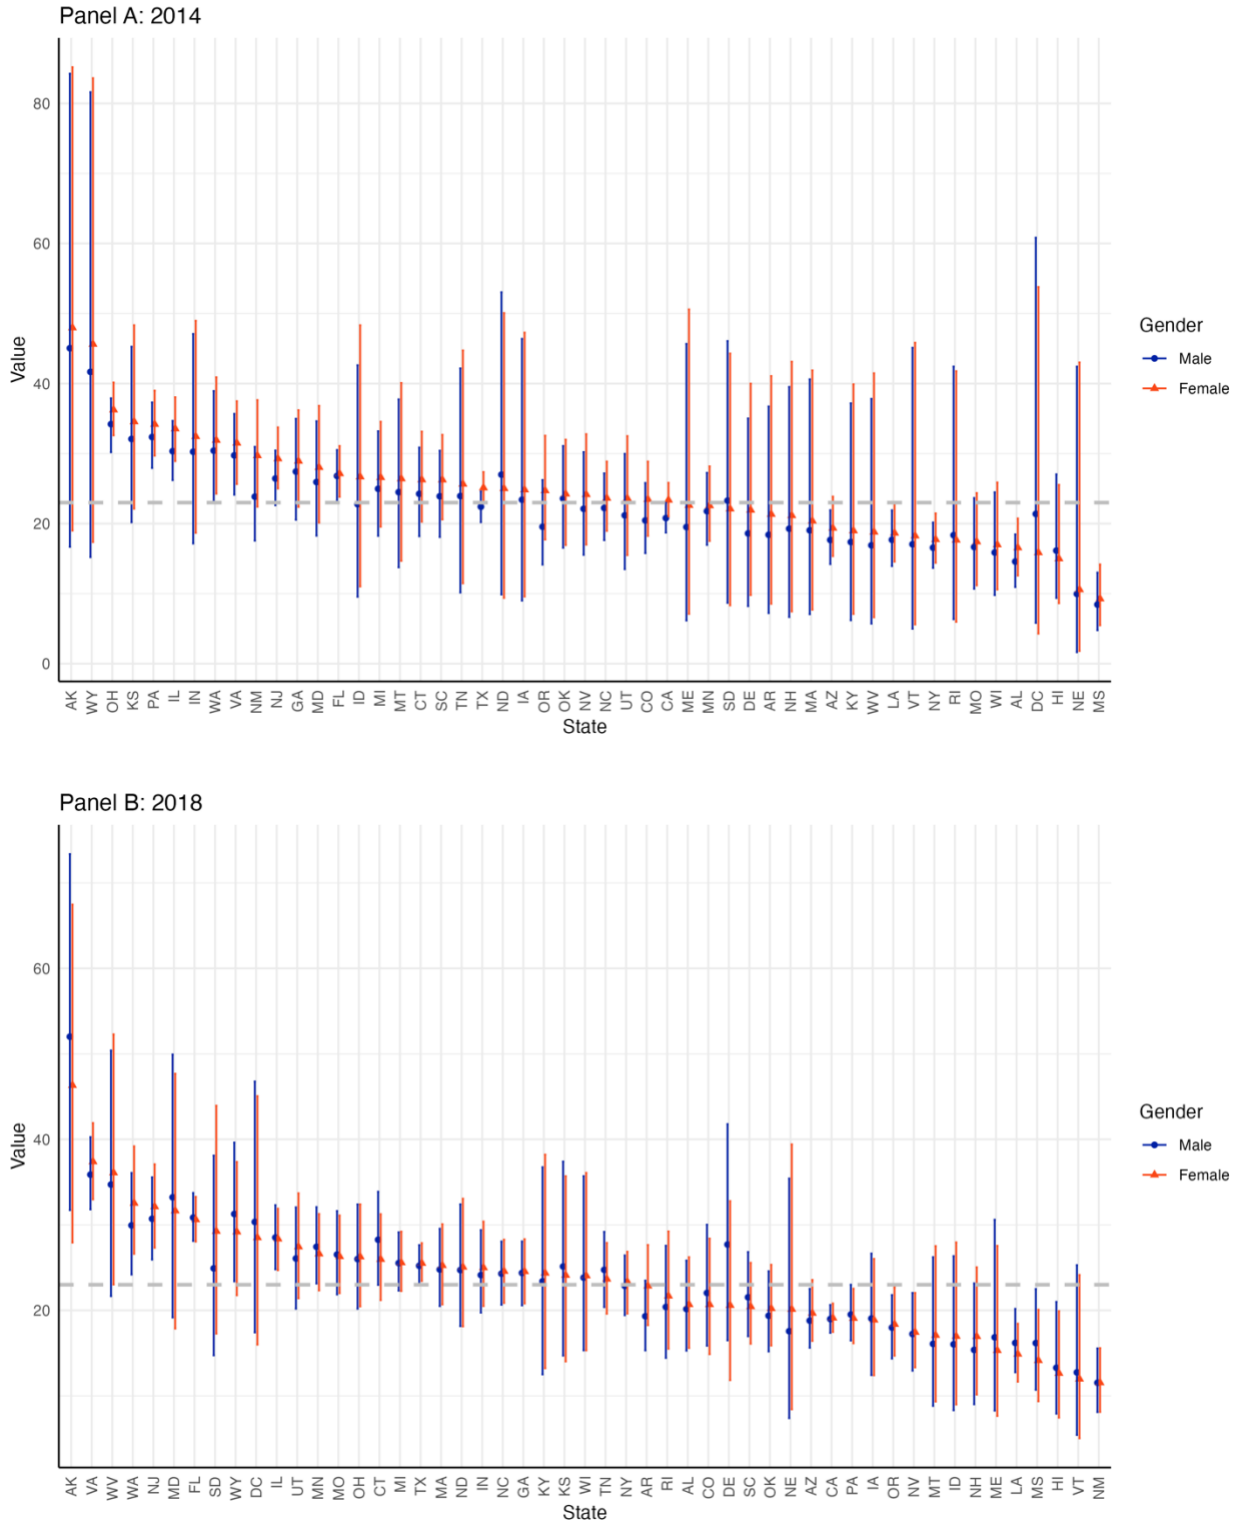 Panel A: 2014
Value
80
60
40
20
0
AK WY OH KS PA IL IN WA VA NM NJ GA MD FL ID MI MT CT SC TN TX ND IA OR OK NV NC UT CO CA ME MN SD DE AR NH MA AZ KY WV LA VT NY RI MO WI AL DC HI NE MS
State
Gender
Male
Female
Panel B: 2018
Value
60
40
20
AK VA WV WA NJ MD FL SD WY DC IL UT MN MO OH CT MI TX MA ND IN NC GA KY KS WI TN NY AR RI AL CO DE SC OK NE AZ CA PA IA OR NV MT ID NH ME LA MS HI VT NM
State
Gender
Male
Female